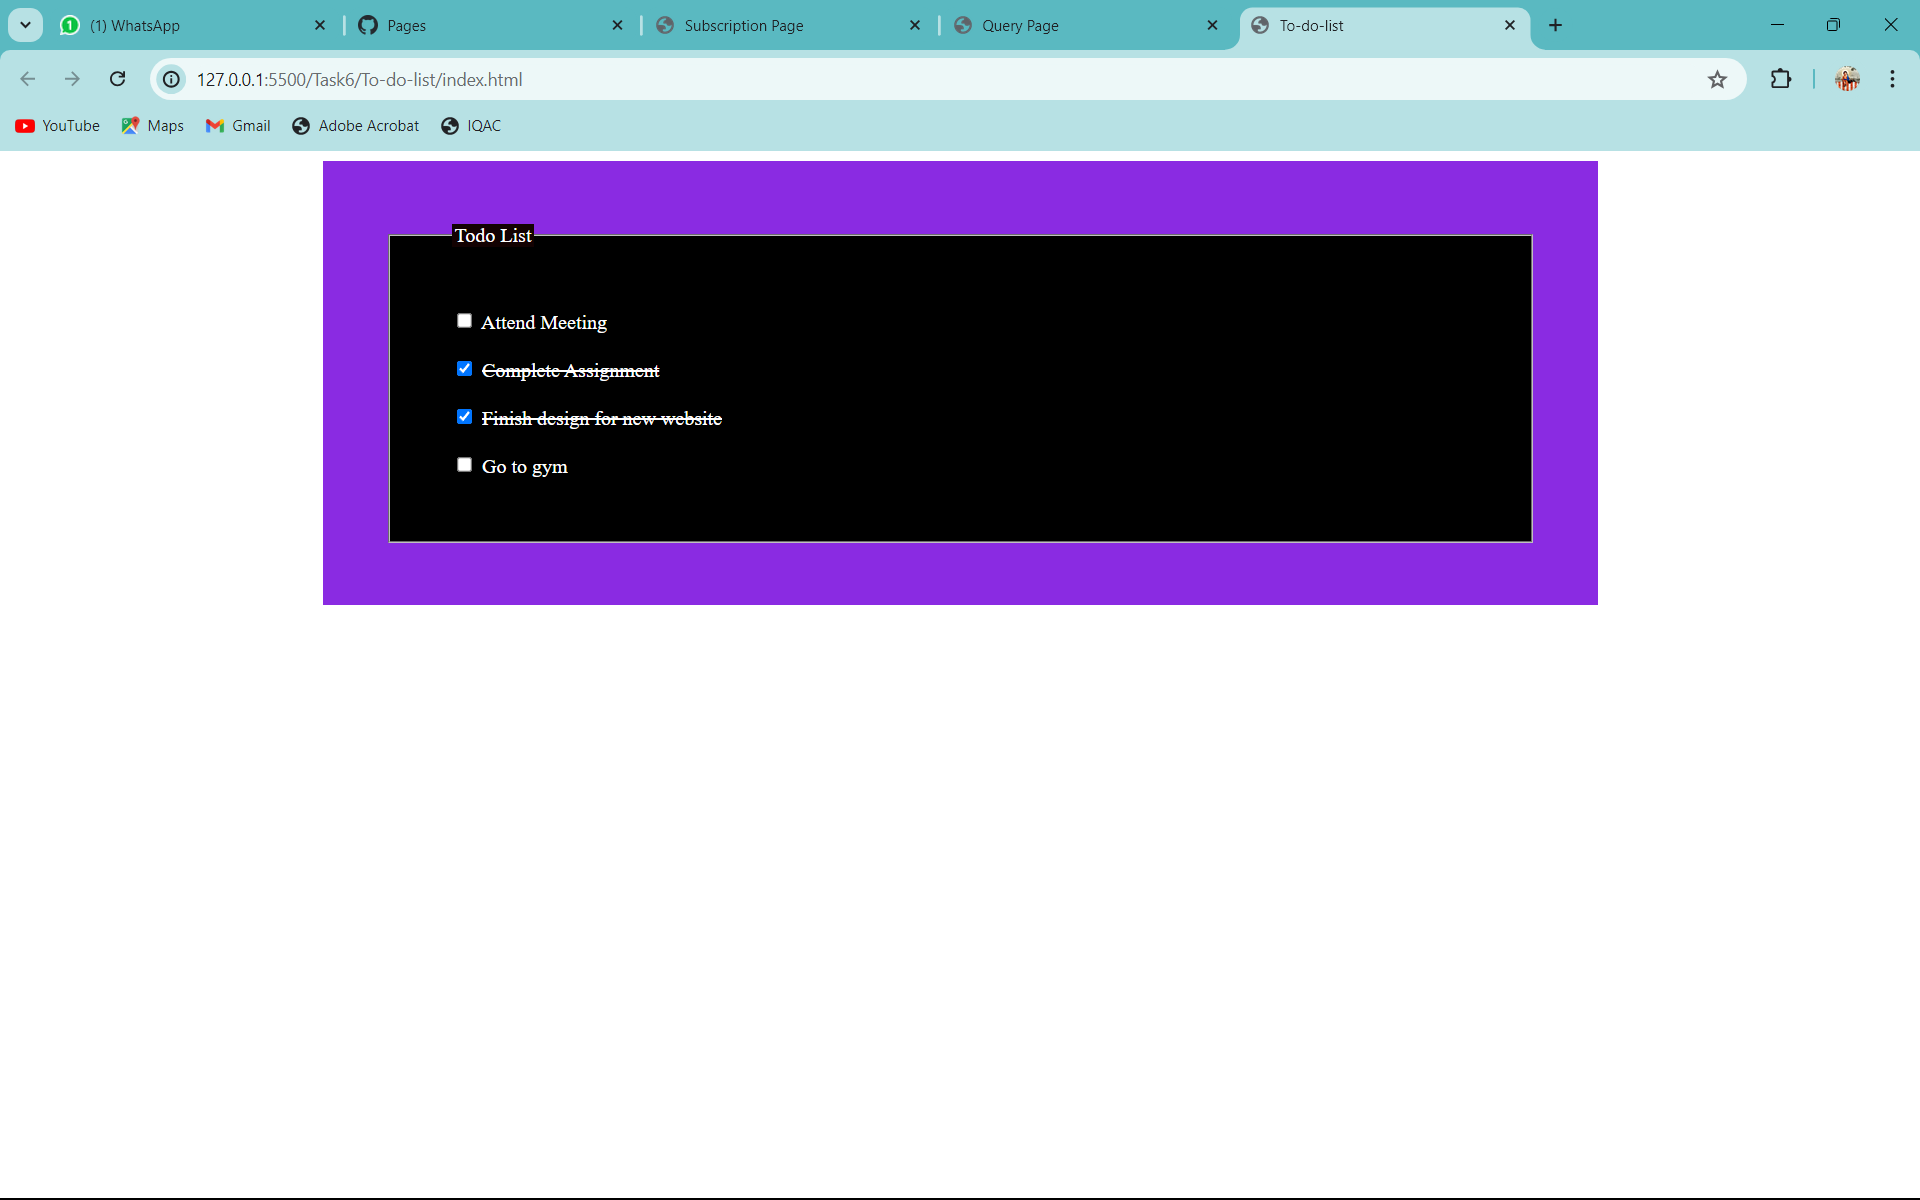 (1) WhatsApp
Pages
Subscription Page
Query Page
To-do-list
127.0.0.1:5500/Task6/To-do-list/index.html
YouTube
Maps
Gmail
Adobe Acrobat
IQAC
Todo List
Attend Meeting
Complete Assignment
Finish design for new website
Go to gym